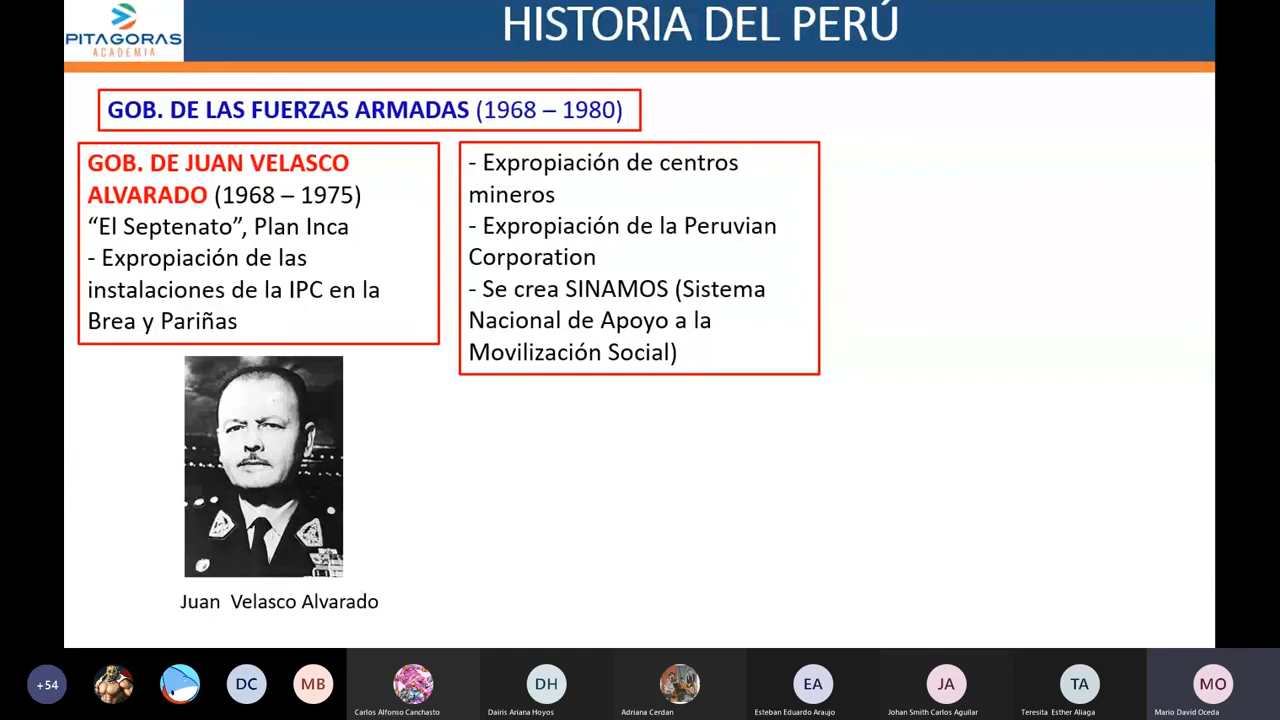 PITAGORAS
ACADEMIA
HISTORIA DEL PERÚ
GOB. DE LAS FUERZAS ARMADAS (1968 – 1980)
GOB. DE JUAN VELASCO
ALVARADO (1968 – 1975)
“El Septenato”, Plan Inca
- Expropiación de las
instalaciones de la IPC en la
Brea y Pariñas
- Expropiación de centros
mineros
- Expropiación de la Peruvian
Corporation
- Se crea SINAMOS (Sistema
Nacional de Apoyo a la
Movilización Social)
Juan Velasco Alvarado
+54
DC
MB
Carlos Alfonso Canchasto
DH
Dairis Ariana Hoyos
Adriana Cerdan
EA
Esteban Eduardo Araujo
JA
Johan Smith Carlos Aguilar
TA
Teresita Esther Aliaga
MO
Mario David Oceda